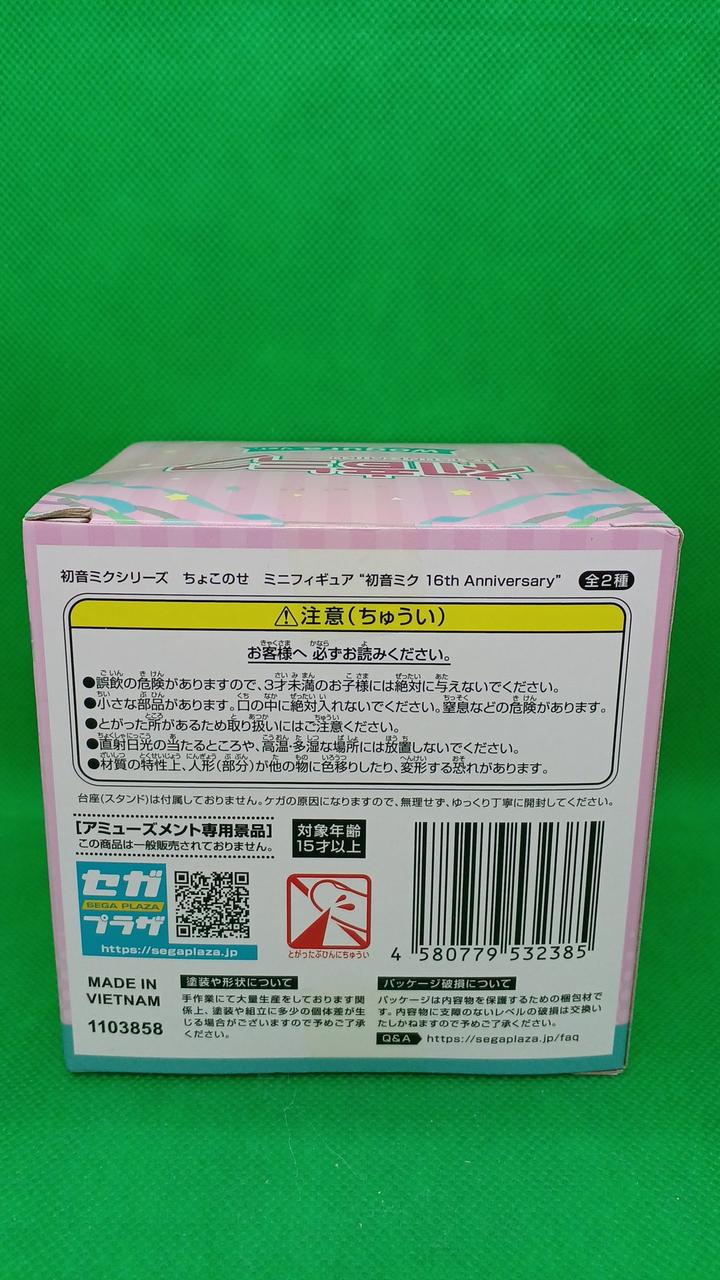 初音ミク
Wacapura Ver.
初音ミクシリーズ ちょこのせ ミニフィギュア “初音ミク 16th Anniversary” 全2種
⚠注意(ちゅうい)
お客様へ 必ずお読みください。
●誤飲の危険がありますので、3才未満のお子様には絶対に与えないでください。
●小さな部品があります。口の中に絶対入れないでください。窒息などの危険があります。
●とがった所があるため取り扱いにはご注意ください。
●直射日光の当たるところや、高温・多湿な場所には放置しないでください。
●材質の特性上、人形(部分)が他の物に色移りしたり、変形する恐れがあります。
台座(スタンド)は付属しておりません。ケガの原因になりますので、無理せず、ゆっくり丁寧に開封してください。
[アミューズメント専用景品]
この商品は一般販売されておりません。
対象年齢
15才以上
セガ
SEGA PLAZA
プラザ
https://segaplaza.jp
とがったぶひんにちゅうい
4 580779 532385
MADE IN
VIETNAM
1103858
塗装や形状について
手作業にて大量生産をしております関
係上、塗装や組立に多少の個体差が生
じる場合がございますので予めご了承
ください。
パッケージ破損について
パッケージは内容物を保護するための梱包材で
す。内容物に支障のないレベルの破損は交換い
たしかねますので予めご了承ください。
Q&A https://segaplaza.jp/faq